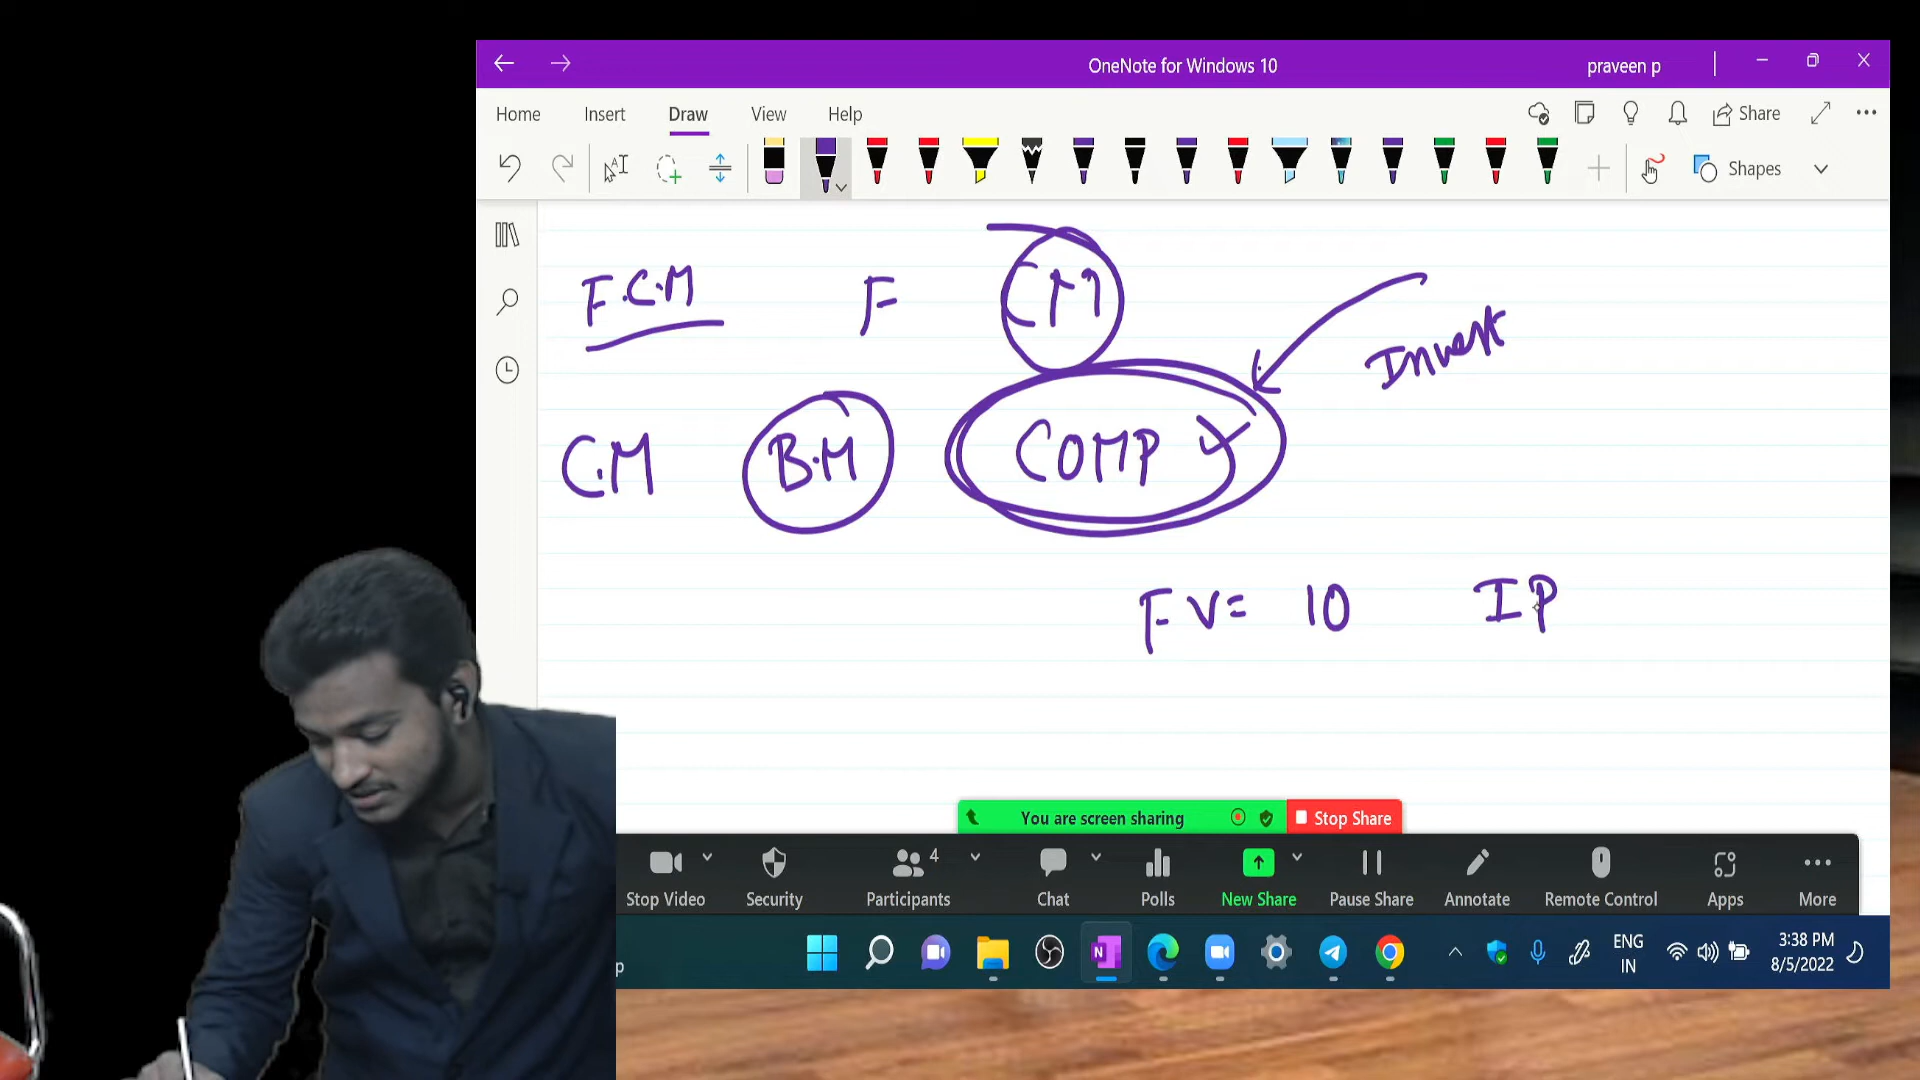 OneNote for Windows 10
praveen p
Home Insert Draw View Help
Share
Shapes
F.C.M F CM
Invest
C.M B.M COMP Y
FV= 10 IP
You are screen sharing Stop Share
4
Stop Video Security Participants Chat Polls New Share Pause Share Annotate Remote Control Apps More
p
N
ENG
IN
3:38 PM
8/5/2022